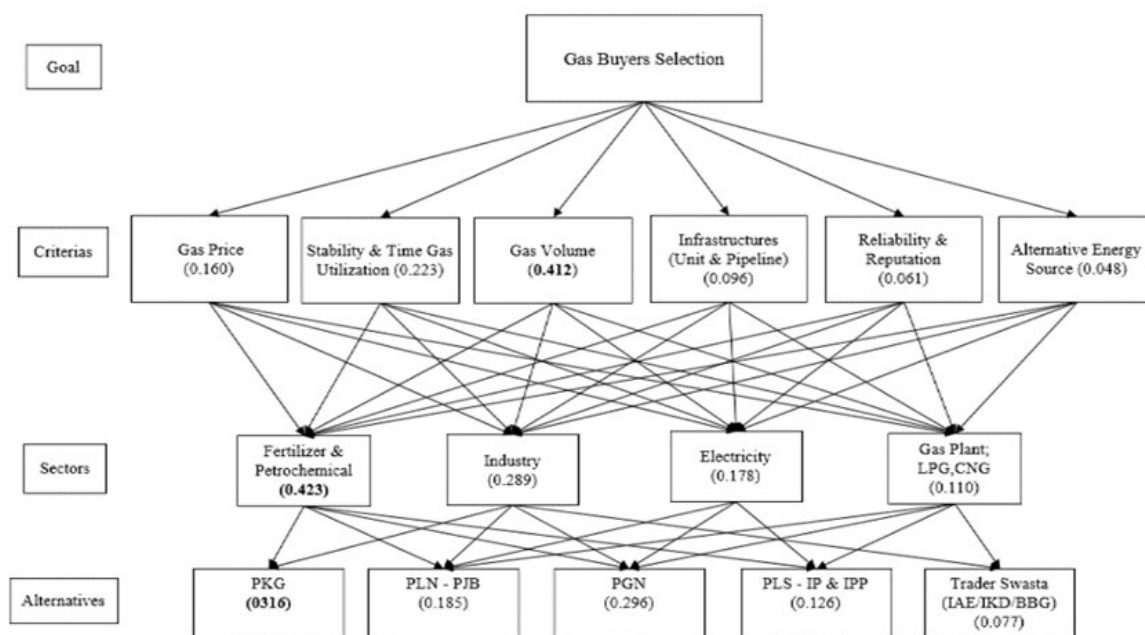 Goal
Gas Buyers Selection
Criterias
Gas Price
(0.160)
Stability & Time Gas
Utilization (0.223)
Gas Volume
(0.412)
Infrastructures
(Unit & Pipeline)
(0.096)
Reliability &
Reputation
(0.061)
Alternative Energy
Source (0.048)
Sectors
Fertilizer &
Petrochemical
(0.423)
Industry
(0.289)
Electricity
(0.178)
Gas Plant;
LPG,CNG
(0.110)
Alternatives
PKG
(0316)
PLN - PJB
(0.185)
PGN
(0.296)
PLS - IP & IPP
(0.126)
Trader Swasta
(IAE/IKD/BBG)
(0.077)